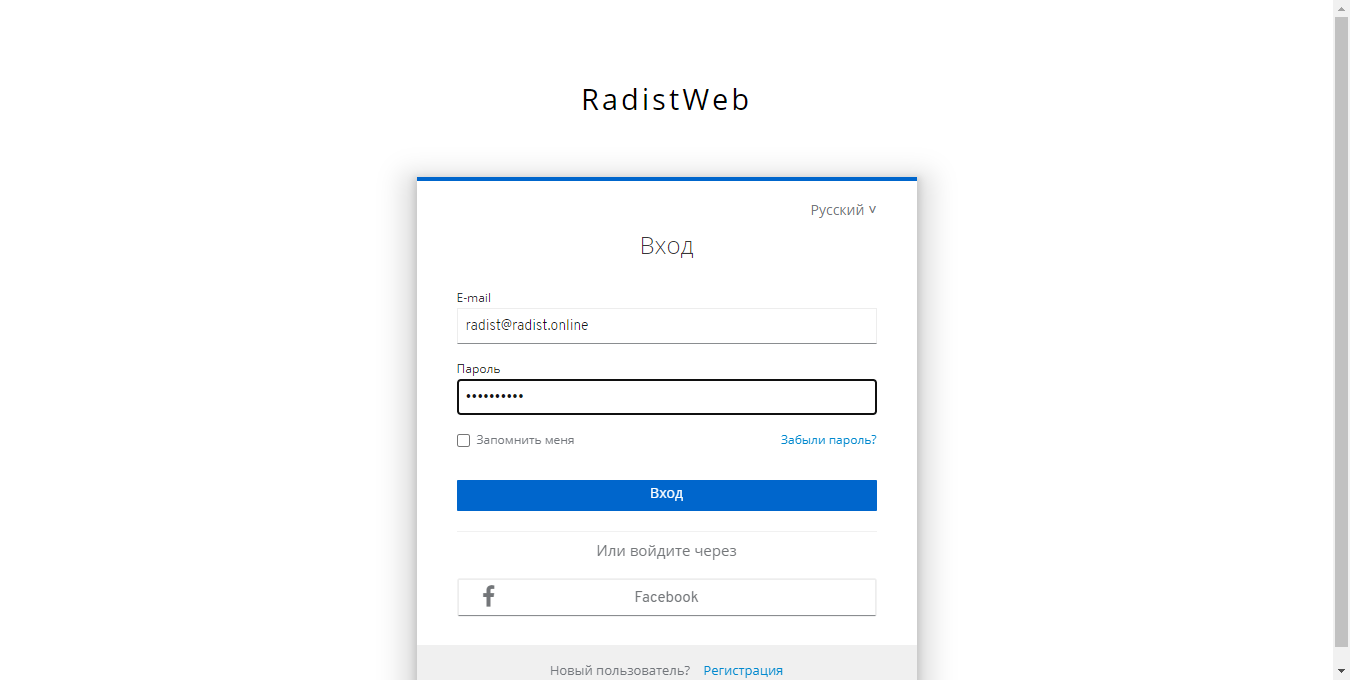 RadistWeb
Русский
Вход
E-mail
radist@radist.online
Пароль
••••••••••
Запомнить меня Забыли пароль?
Вход
Или войдите через
Facebook
Новый пользователь? Регистрация